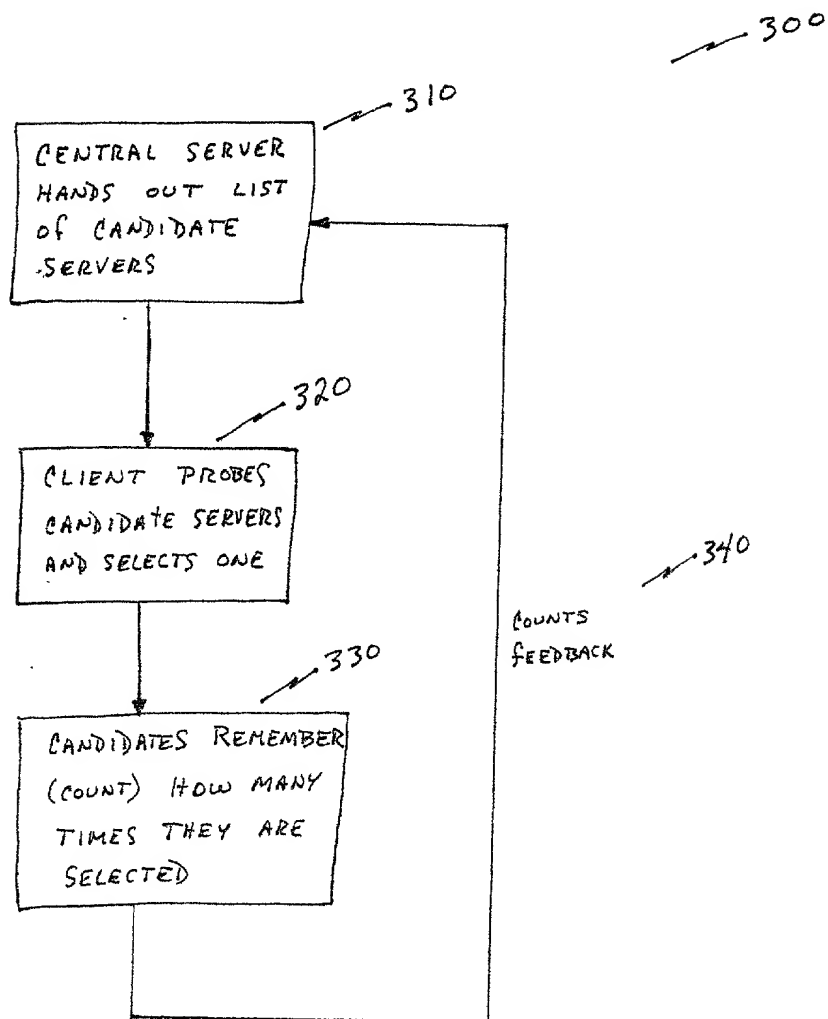 300
310
CENTRAL SERVER
HANDS OUT LIST
Of CANDIDATE
SERVERS
320
CLIENT PROBES
CANDIDATE SERVERS
AND SELECTS ONE
340
COUNTS
FEEDBACK
330
CANDIDATES REMEMBER
(COUNT) HOW MANY
TIMES THEY ARE
SELECTED